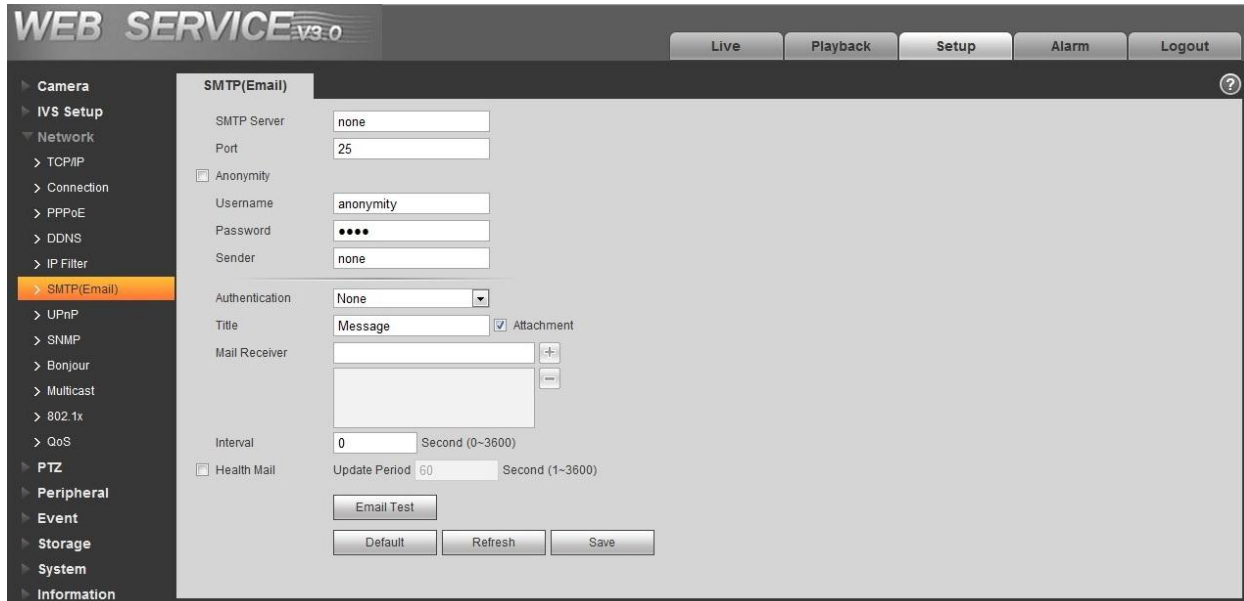 WEB SERVICE V3.0
Live Playback Setup Alarm Logout
Camera
IVS Setup
Network
TCP/IP
Connection
PPPoE
DDNS
IP Filter
SMTP(Email)
UPnP
SNMP
Bonjour
Multicast
802.1x
QoS
PTZ
Peripheral
Event
Storage
System
Information
SMTP(Email) ?
SMTP Server none
Port 25
Anonymity
Username anonymity
Password ●●●●
Sender none
Authentication None
Title Message Attachment
Mail Receiver
Interval 0 Second (0~3600)
Health Mail Update Period 60 Second (1~3600)
Email Test
Default Refresh Save